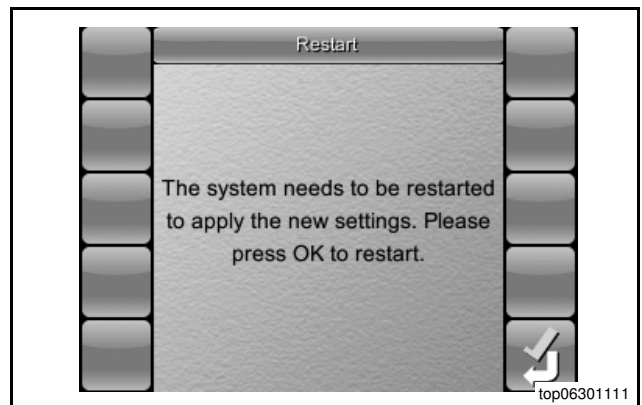 Restart
The system needs to be restarted
to apply the new settings. Please
press OK to restart.
top06301111